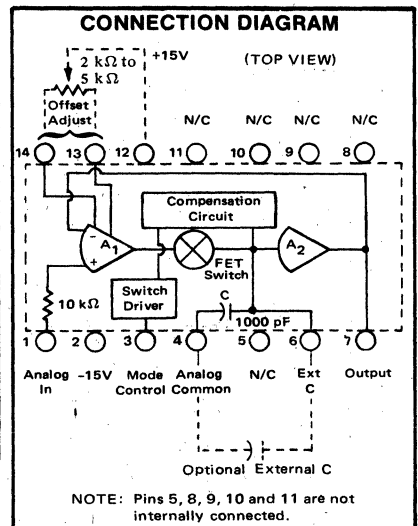 CONNECTION DIAGRAM
2 kΩ to
5 kΩ
+15V
(TOP VIEW)
Offset
Adjust
N/C N/C N/C N/C
14 13 12 11 10 9 8
Compensation
Circuit
- A1
+
FET
Switch
A2
10 kΩ
Switch
Driver
C
1000 pF
1 2 3 4 5 6 7
Analog
In
-15V
Mode
Control
Analog
Common
N/C
Ext
C
Output
Optional External C
NOTE: Pins 5, 8, 9, 10 and 11 are not
internally connected.